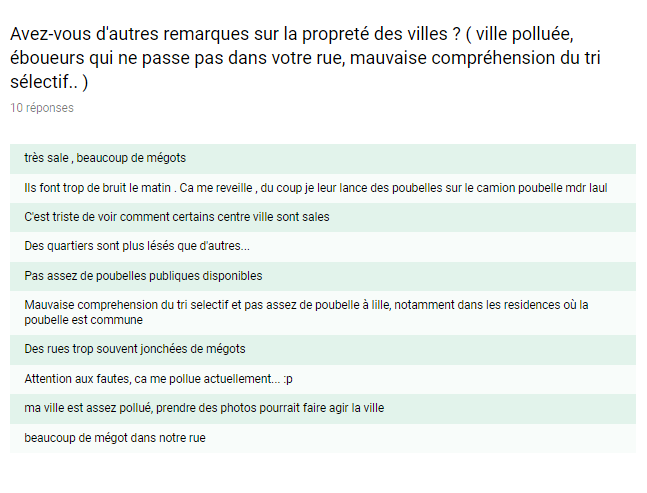 Avez-vous d'autres remarques sur la propreté des villes ? ( ville polluée,
éboueurs qui ne passe pas dans votre rue, mauvaise compréhension du tri
sélectif.. )
10 réponses
très sale , beaucoup de mégots
Ils font trop de bruit le matin . Ca me reveille , du coup je leur lance des poubelles sur le camion poubelle mdr laul
C'est triste de voir comment certains centre ville sont sales
Des quartiers sont plus lésés que d'autres...
Pas assez de poubelles publiques disponibles
Mauvaise comprehension du tri selectif et pas assez de poubelle à lille, notamment dans les residences où la
poubelle est commune
Des rues trop souvent jonchées de mégots
Attention aux fautes, ca me pollue actuellement... :p
ma ville est assez pollué, prendre des photos pourrait faire agir la ville
beaucoup de mégot dans notre rue